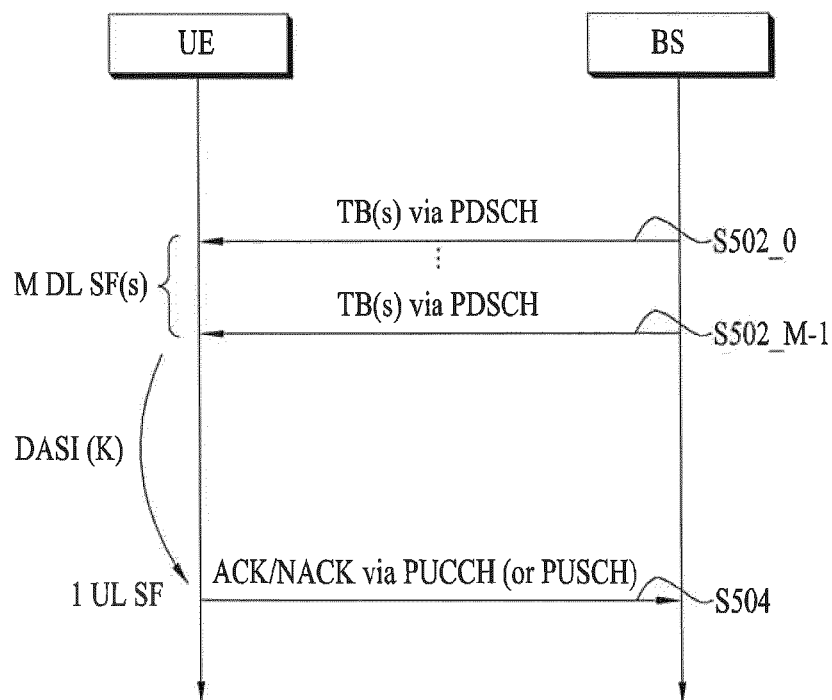 UE
BS
TB(s) via PDSCH
S502_0
M DL SF(s)
TB(s) via PDSCH
S502_M-1
DASI (K)
ACK/NACK via PUCCH (or PUSCH)
1 UL SF
S504